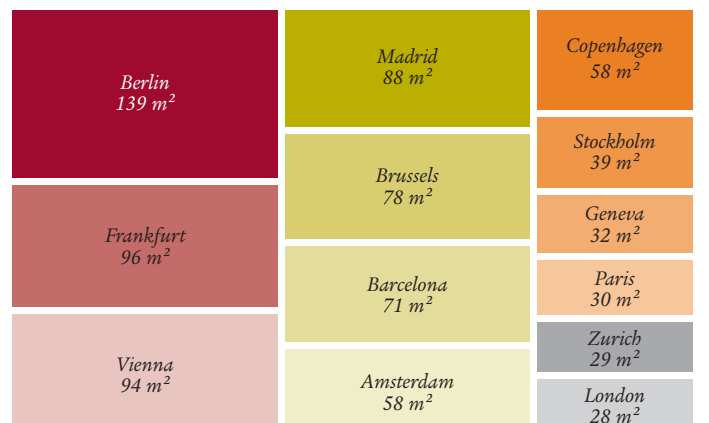 Berlin
139 m²
Frankfurt
96 m²
Vienna
94 m²
Madrid
88 m²
Brussels
78 m²
Barcelona
71 m²
Amsterdam
58 m²
Copenhagen
58 m²
Stockholm
39 m²
Geneva
32 m²
Paris
30 m²
Zurich
29 m²
London
28 m²